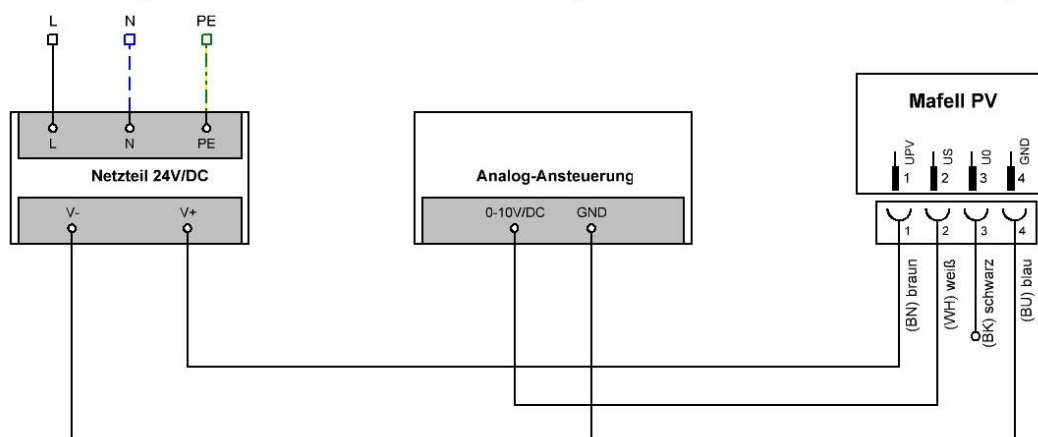 L N PE
L N PE
Netzteil 24V/DC
V- V+
Analog-Ansteuerung
0-10V/DC GND
Mafell PV
UPV US U0 GND
1 2 3 4
1 2 3 4
(BN) braun
(WH) weiß
(BK) schwarz
(BU) blau